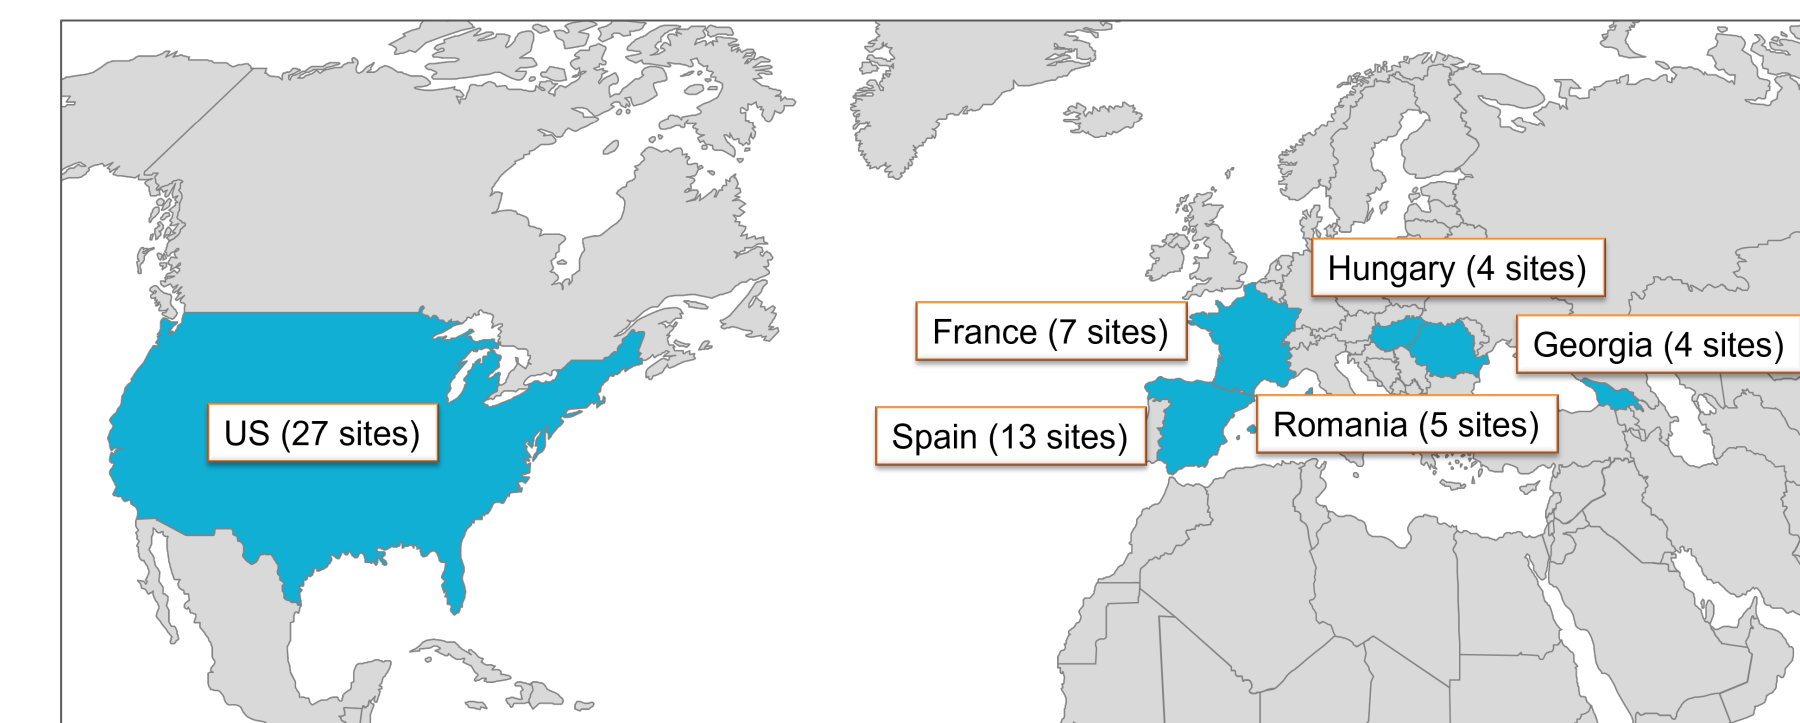 Hungary (4 sites)
France (7 sites)
Georgia (4 sites)
US (27 sites)
Spain (13 sites)
Romania (5 sites)